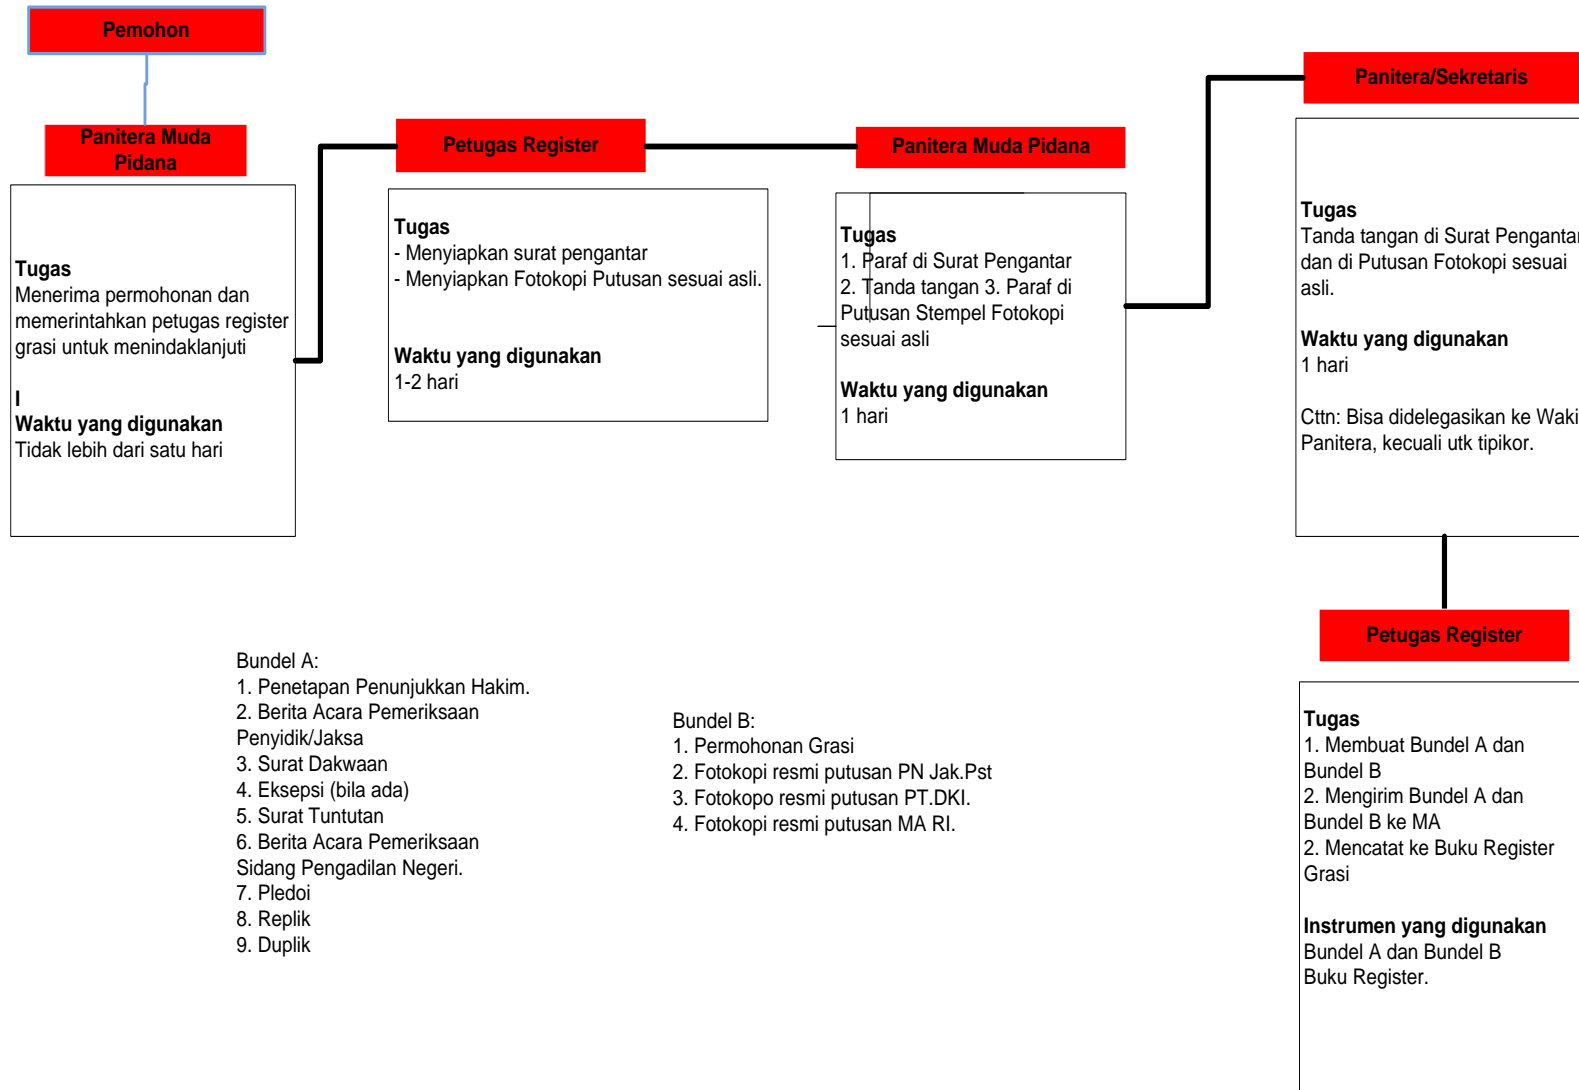 Pemohon
Panitera Muda
Pidana
Tugas
Menerima permohonan dan
memerintahkan petugas register
grasi untuk menindaklanjuti
I
Waktu yang digunakan
Tidak lebih dari satu hari
Petugas Register
Tugas
- Menyiapkan surat pengantar
- Menyiapkan Fotokopi Putusan sesuai asli.
Waktu yang digunakan
1-2 hari
Panitera Muda Pidana
Tugas
1. Paraf di Surat Pengantar
2. Tanda tangan 3. Paraf di
Putusan Stempel Fotokopi
sesuai asli
Waktu yang digunakan
1 hari
Panitera/Sekretaris
Tugas
Tanda tangan di Surat Pengantar
dan di Putusan Fotokopi sesuai
asli.
Waktu yang digunakan
1 hari
Cttn: Bisa didelegasikan ke Waki
Panitera, kecuali utk tipikor.
Petugas Register
Tugas
1. Membuat Bundel A dan
Bundel B
2. Mengirim Bundel A dan
Bundel B ke MA
2. Mencatat ke Buku Register
Grasi
Instrumen yang digunakan
Bundel A dan Bundel B
Buku Register.
Bundel A:
1. Penetapan Penunjukkan Hakim.
2. Berita Acara Pemeriksaan
Penyidik/Jaksa
3. Surat Dakwaan
4. Eksepsi (bila ada)
5. Surat Tuntutan
6. Berita Acara Pemeriksaan
Sidang Pengadilan Negeri.
7. Pledoi
8. Replik
9. Duplik
Bundel B:
1. Permohonan Grasi
2. Fotokopi resmi putusan PN Jak.Pst
3. Fotokopo resmi putusan PT.DKI.
4. Fotokopi resmi putusan MA RI.